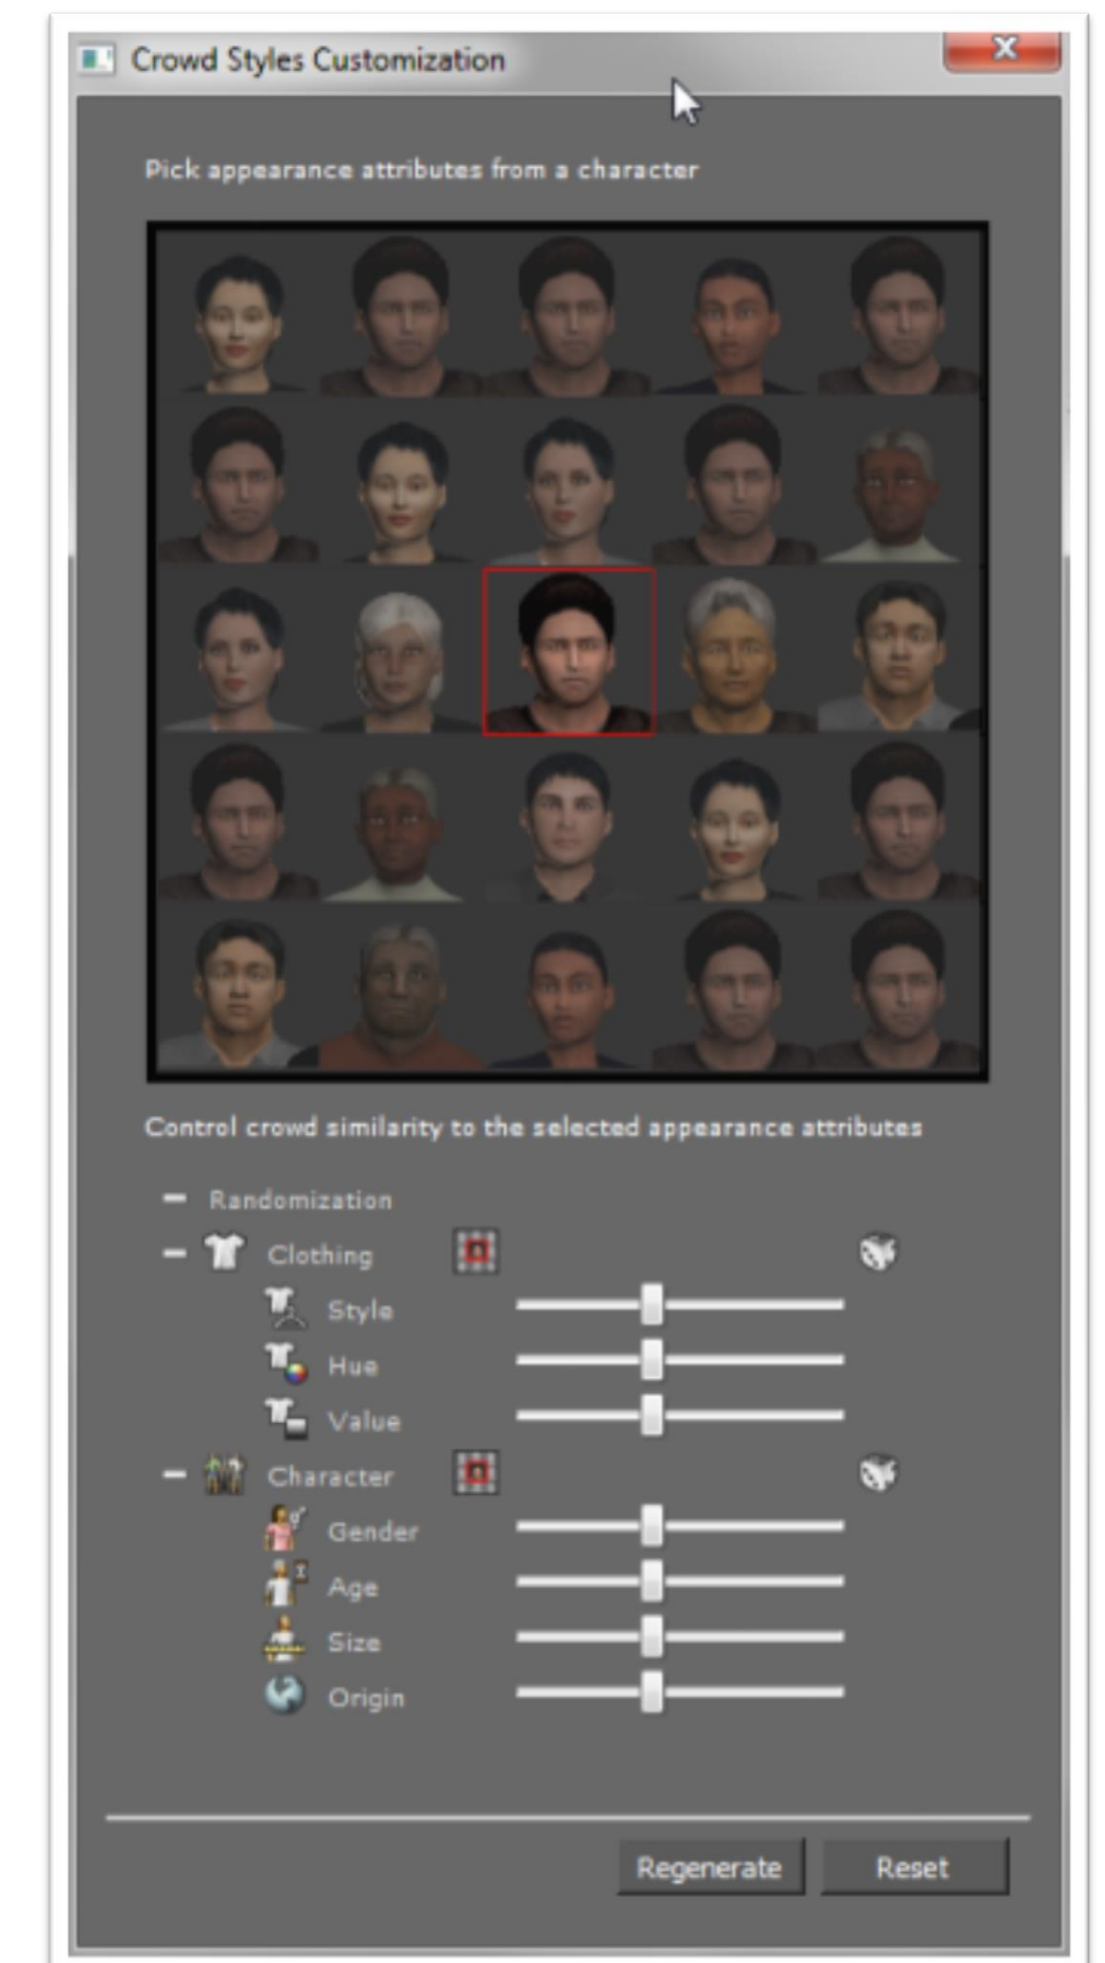 Crowd Styles Customization
Pick appearance attributes from a character
Control crowd similarity to the selected appearance attributes
Randomization
Clothing
Style
Hue
Value
Character
Gender
Age
Size
Origin
Regenerate Reset